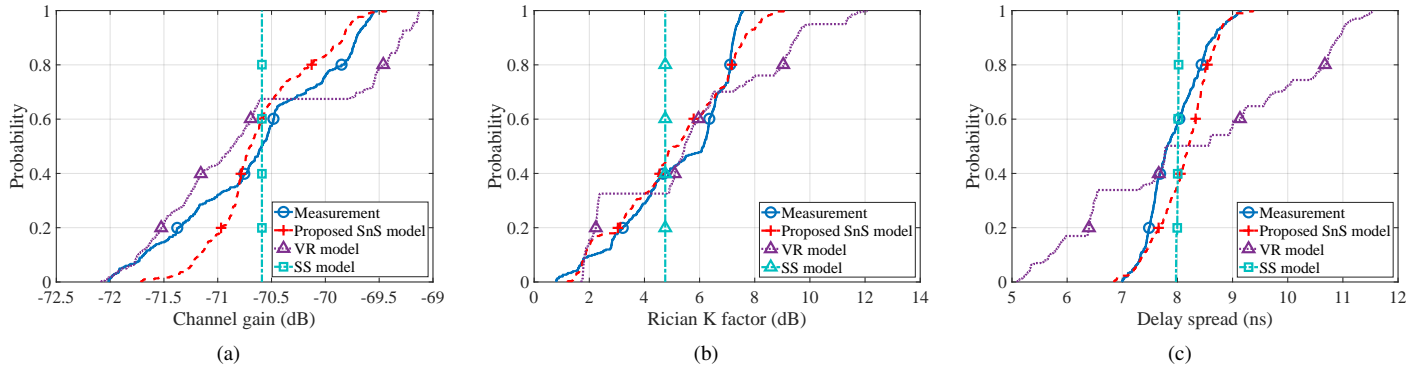 1
0.8
0.6
0.4
0.2
0
Probability
-72.5 -72 -71.5 -71 -70.5 -70 -69.5 -69
Channel gain (dB)
Measurement
Proposed SnS model
VR model
SS model
(a)
1
0.8
0.6
0.4
0.2
0
Probability
0 2 4 6 8 10 12 14
Rician K factor (dB)
Measurement
Proposed SnS model
VR model
SS model
(b)
1
0.8
0.6
0.4
0.2
0
Probability
5 6 7 8 9 10 11 12
Delay spread (ns)
Measurement
Proposed SnS model
VR model
SS model
(c)